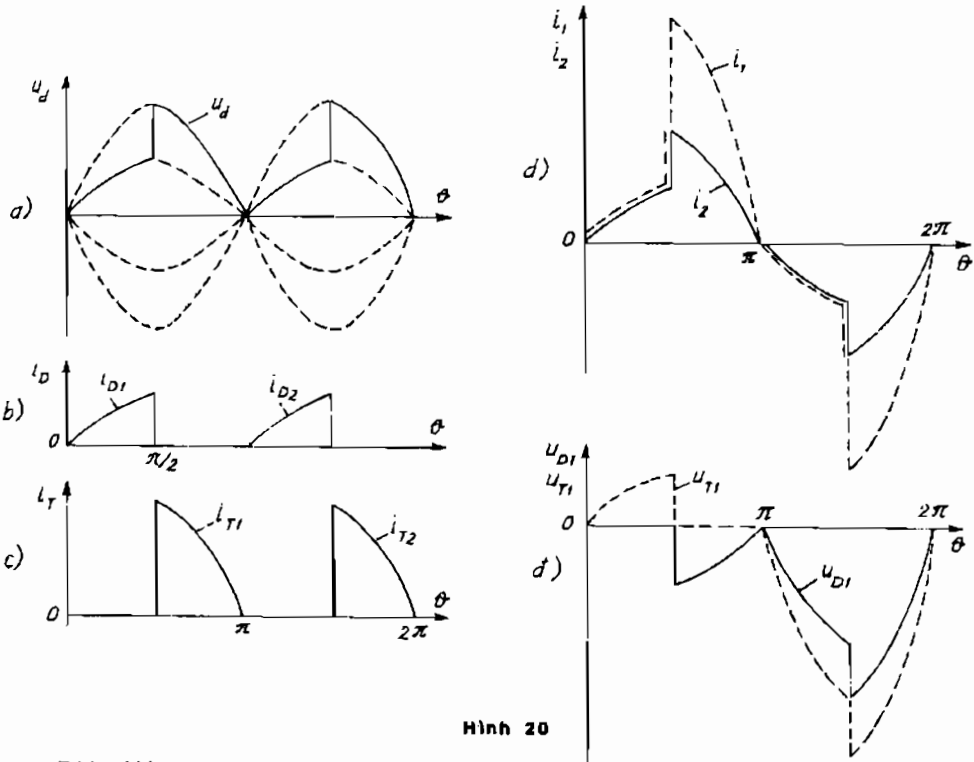 u_d
u_d
a)
θ
i_D
i_D1
i_D2
b)
0
π/2
θ
i_T
i_T1
i_T2
c)
0
π
2π
θ
i_1
i_2
i_1
d)
i_2
0
π
2π
θ
u_D1
u_T1
u_T1
0
π
2π
θ
đ)
u_D1
Hình 20